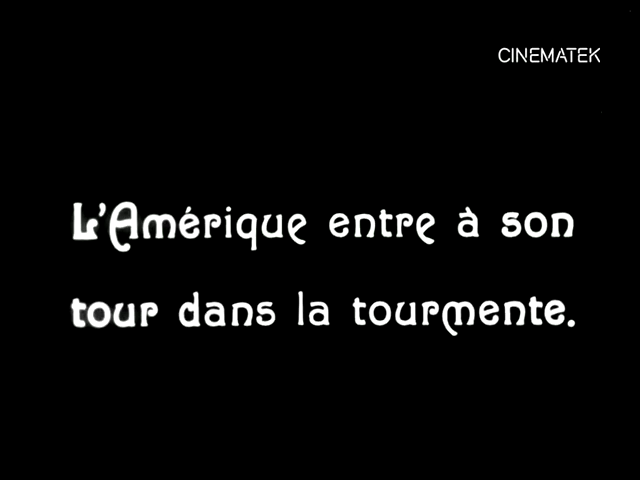 CINEMATEK
L'Amérique entre à son
tour dans la tourmente.